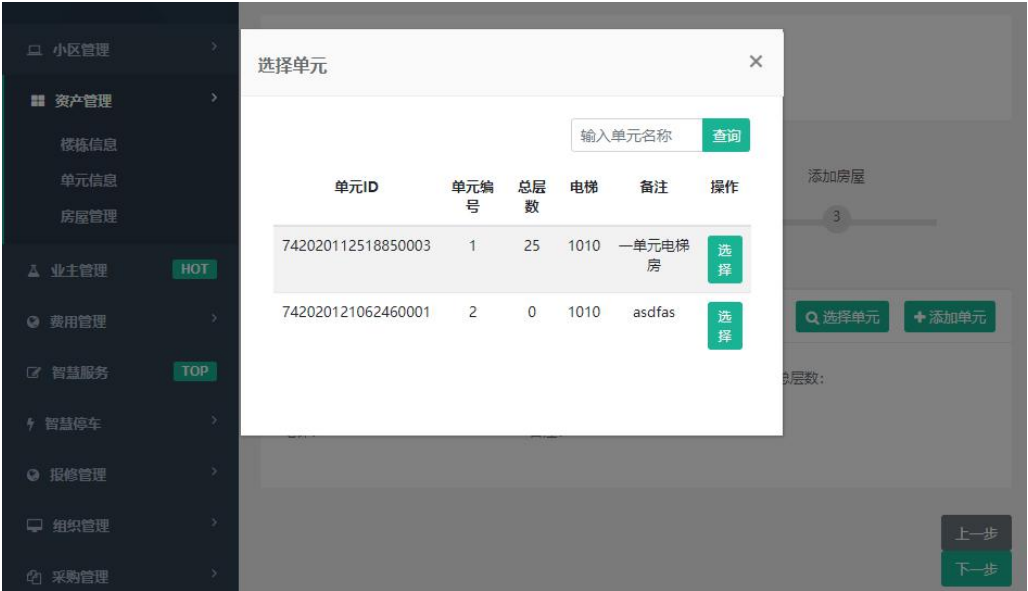 小区管理
资产管理
楼栋信息
单元信息
房屋管理
业主管理 HOT
费用管理
智慧服务 TOP
智慧停车
报修管理
组织管理
采购管理
选择单元 ×
输入单元名称 查询
单元ID 单元编 总层 电梯 备注 操作
号 数
742020112518850003 1 25 1010 一单元电梯 选
房 择
742020121062460001 2 0 1010 asdfas 选
择
添加房屋
3
选择单元 添加单元
总层数:
上一步
下一步